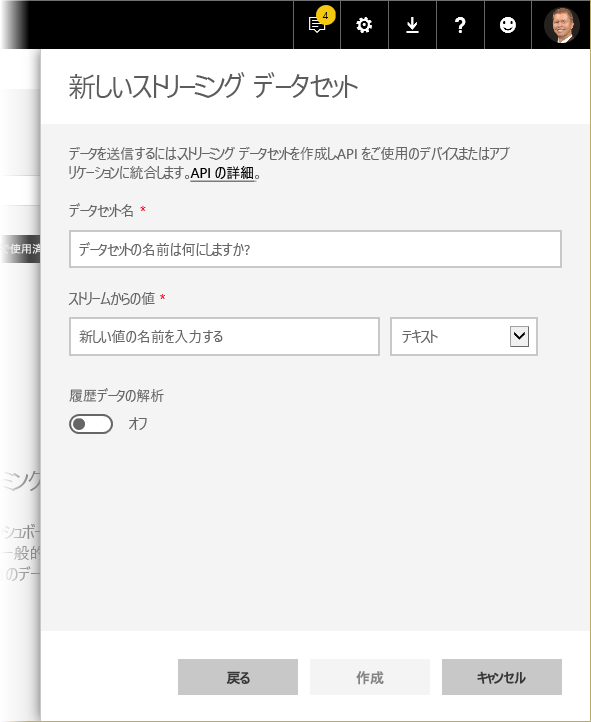 4
?
新しいストリーミング データセット
データを送信するには、ストリーミング データセットを作成し、API をご使用のデバイスまたはアプ
リケーションに統合します。API の詳細。
データセット名 *
データセットの名前は何にしますか?
で使用済
ストリームからの値 *
新しい値の名前を入力する
テキスト
履歴データの解析
オフ
ミング
シュボー
一般的
のデー
戻る
作成
キャンセル